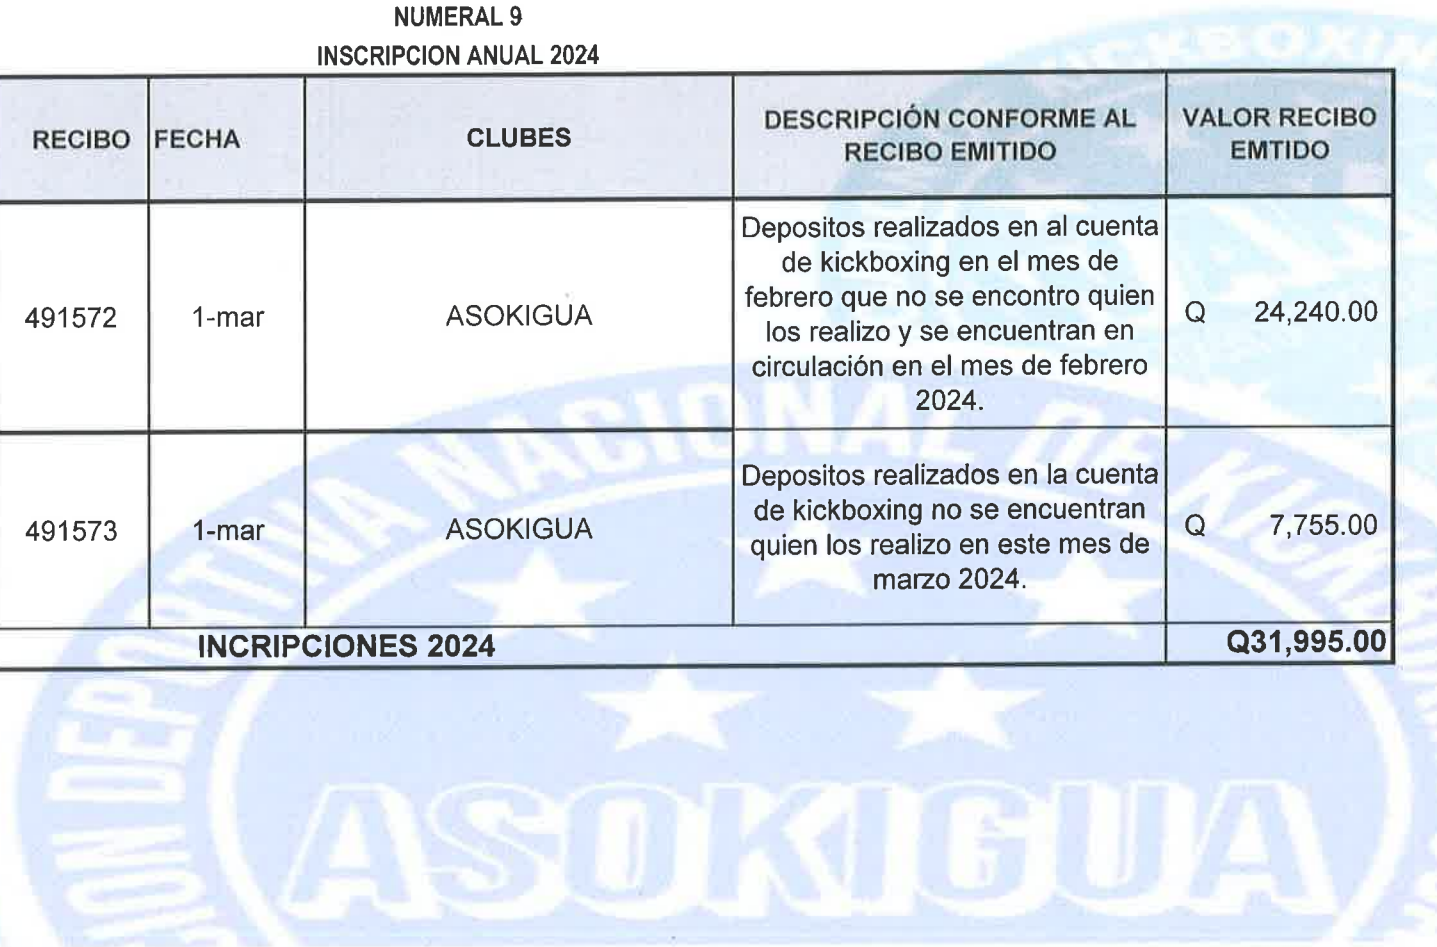 NUMERAL 9
INSCRIPCION ANUAL 2024
RECIBO
FECHA
CLUBES
DESCRIPCIÓN CONFORME AL
RECIBO EMITIDO
VALOR RECIBO
EMTIDO
491572
1-mar
ASOKIGUA
Depositos realizados en al cuenta
de kickboxing en el mes de
febrero que no se encontro quien
los realizo y se encuentran en
circulación en el mes de febrero
2024.
Q 24,240.00
491573
1-mar
ASOKIGUA
Depositos realizados en la cuenta
de kickboxing no se encuentran
quien los realizo en este mes de
marzo 2024.
Q 7,755.00
INCRIPCIONES 2024
Q31,995.00
KICKBOXING
DEPORTIVA NACIONAL DE
ASOKIGUA